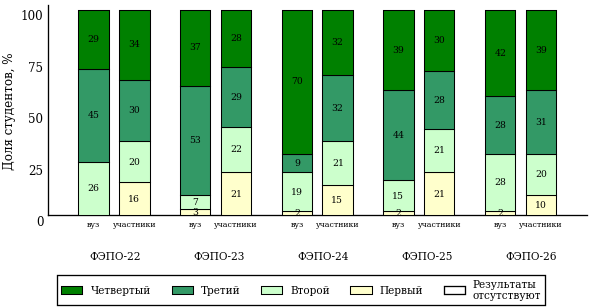 Доля студентов, %
100
75
50
25
0
29 34 37 28 70 32 39 30 42 39
45 30 53 29 9 32 44 28 28 31
26 20 7 22 19 21 15 21 28 20
16 3 21 2 15 2 21 2 10
вуз участники вуз участники вуз участники вуз участники вуз участники
ФЭПО-22 ФЭПО-23 ФЭПО-24 ФЭПО-25 ФЭПО-26
Четвертый Третий Второй Первый Результаты
отсутствуют